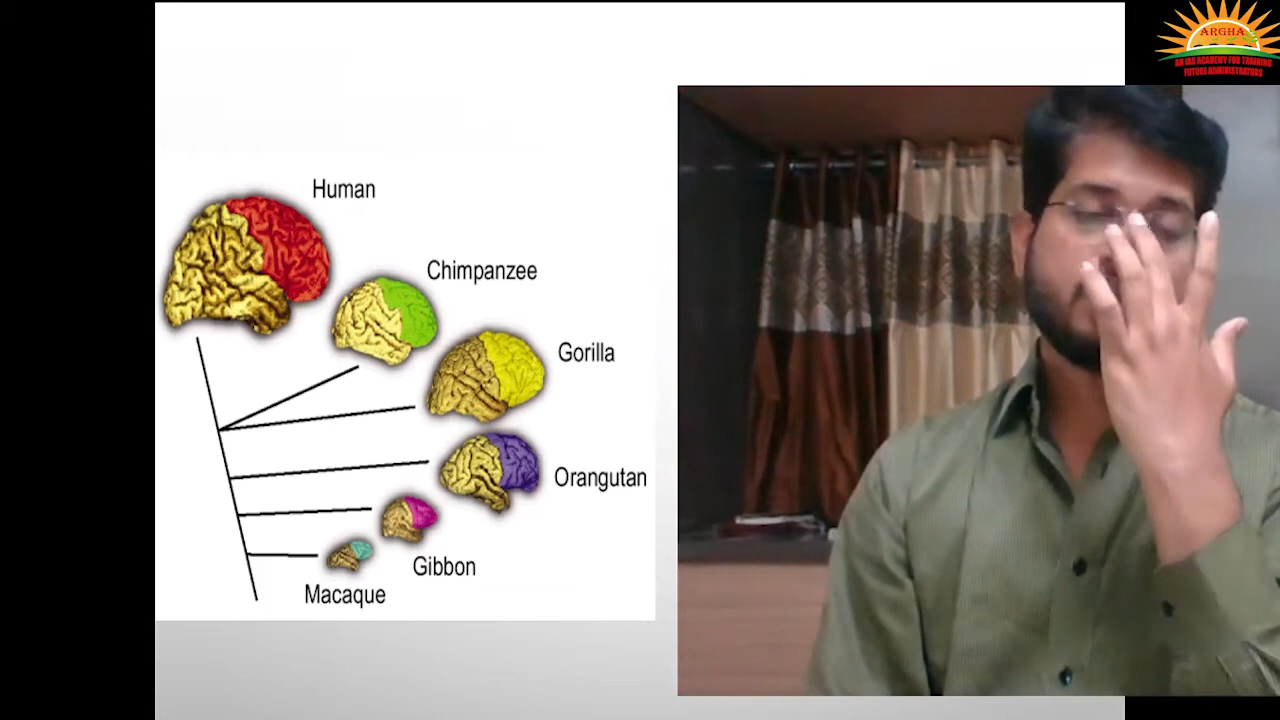 ARGHA
AN IAS ACADEMY FOR TRAINING
FUTURE ADMINISTRATORS
Human
Chimpanzee
Gorilla
Orangutan
Gibbon
Macaque